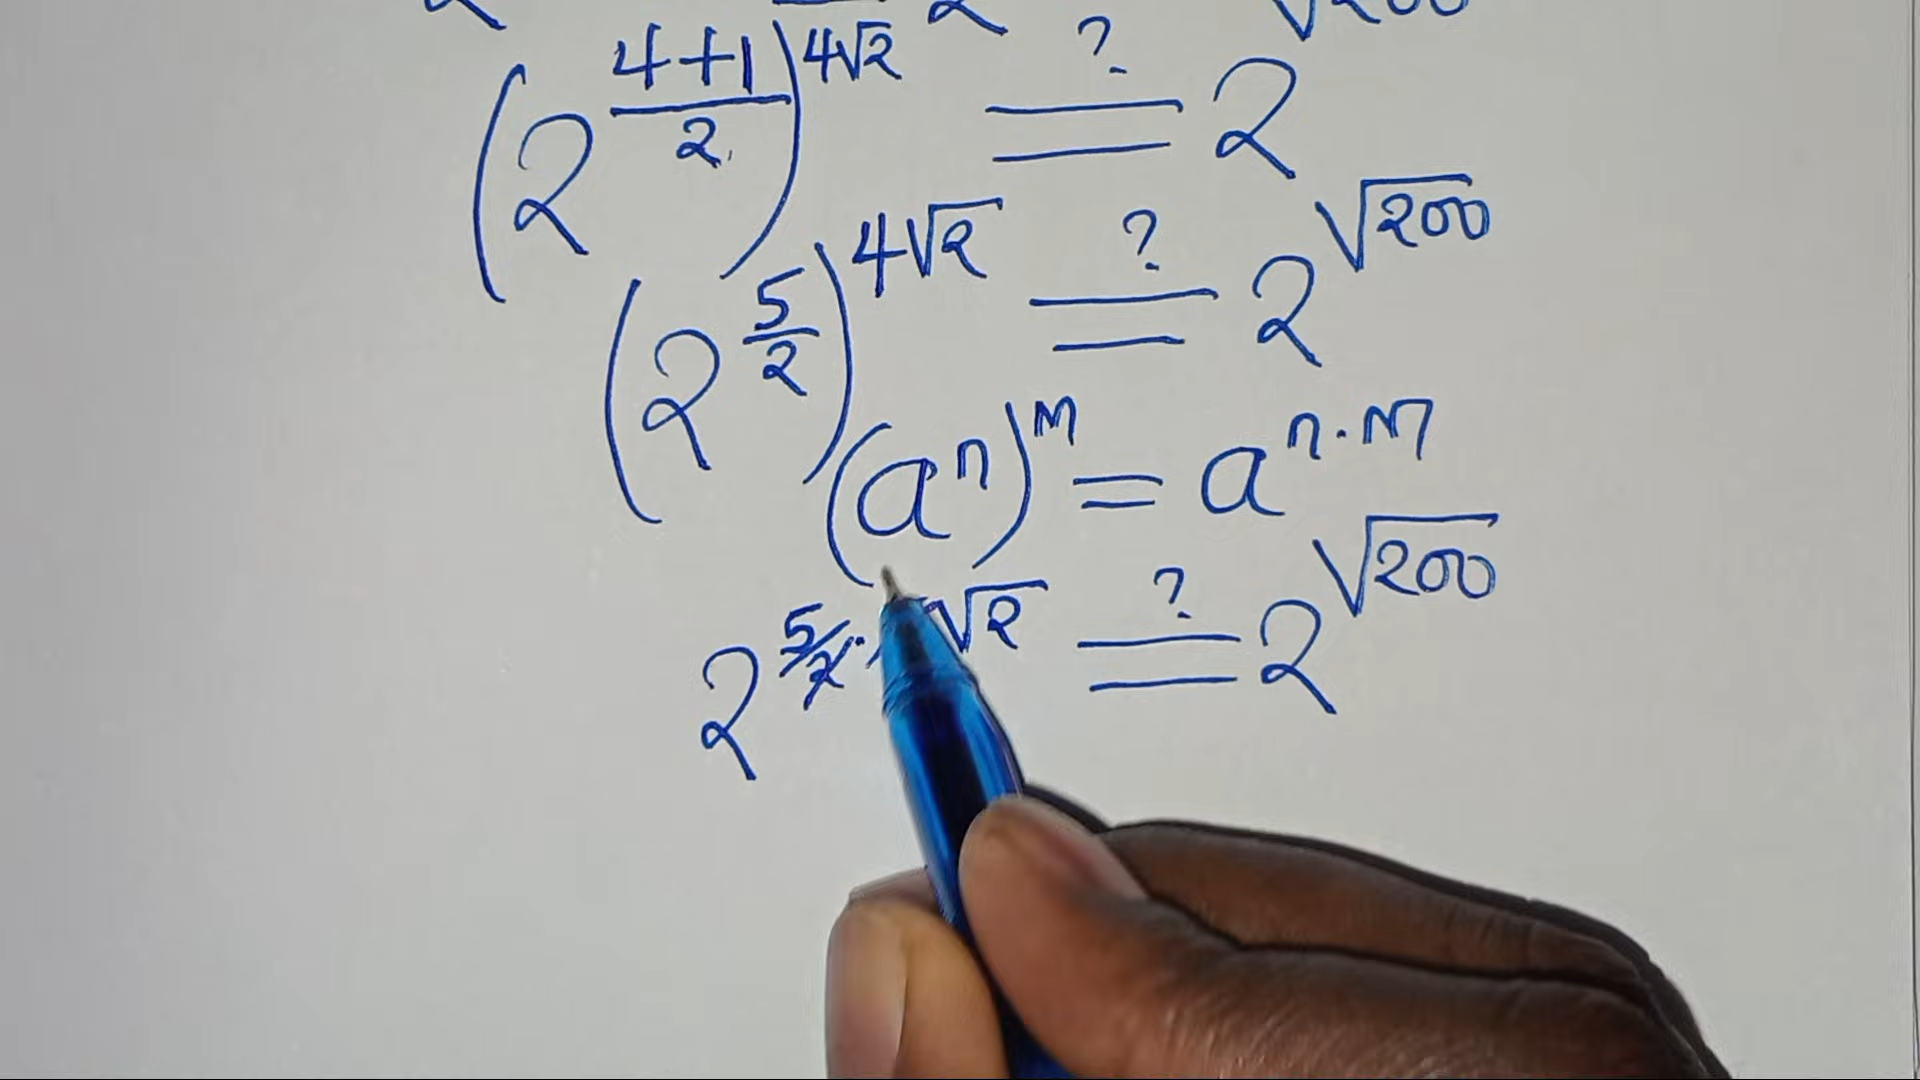 √200
(2^((4+1)/2))^(4√2) =? 2^(√200)
(2^(5/2))^(4√2) =? 2^(√200)
(a^n)^m = a^(n·m)
2^(5/2 · √2) =? 2^(√200)